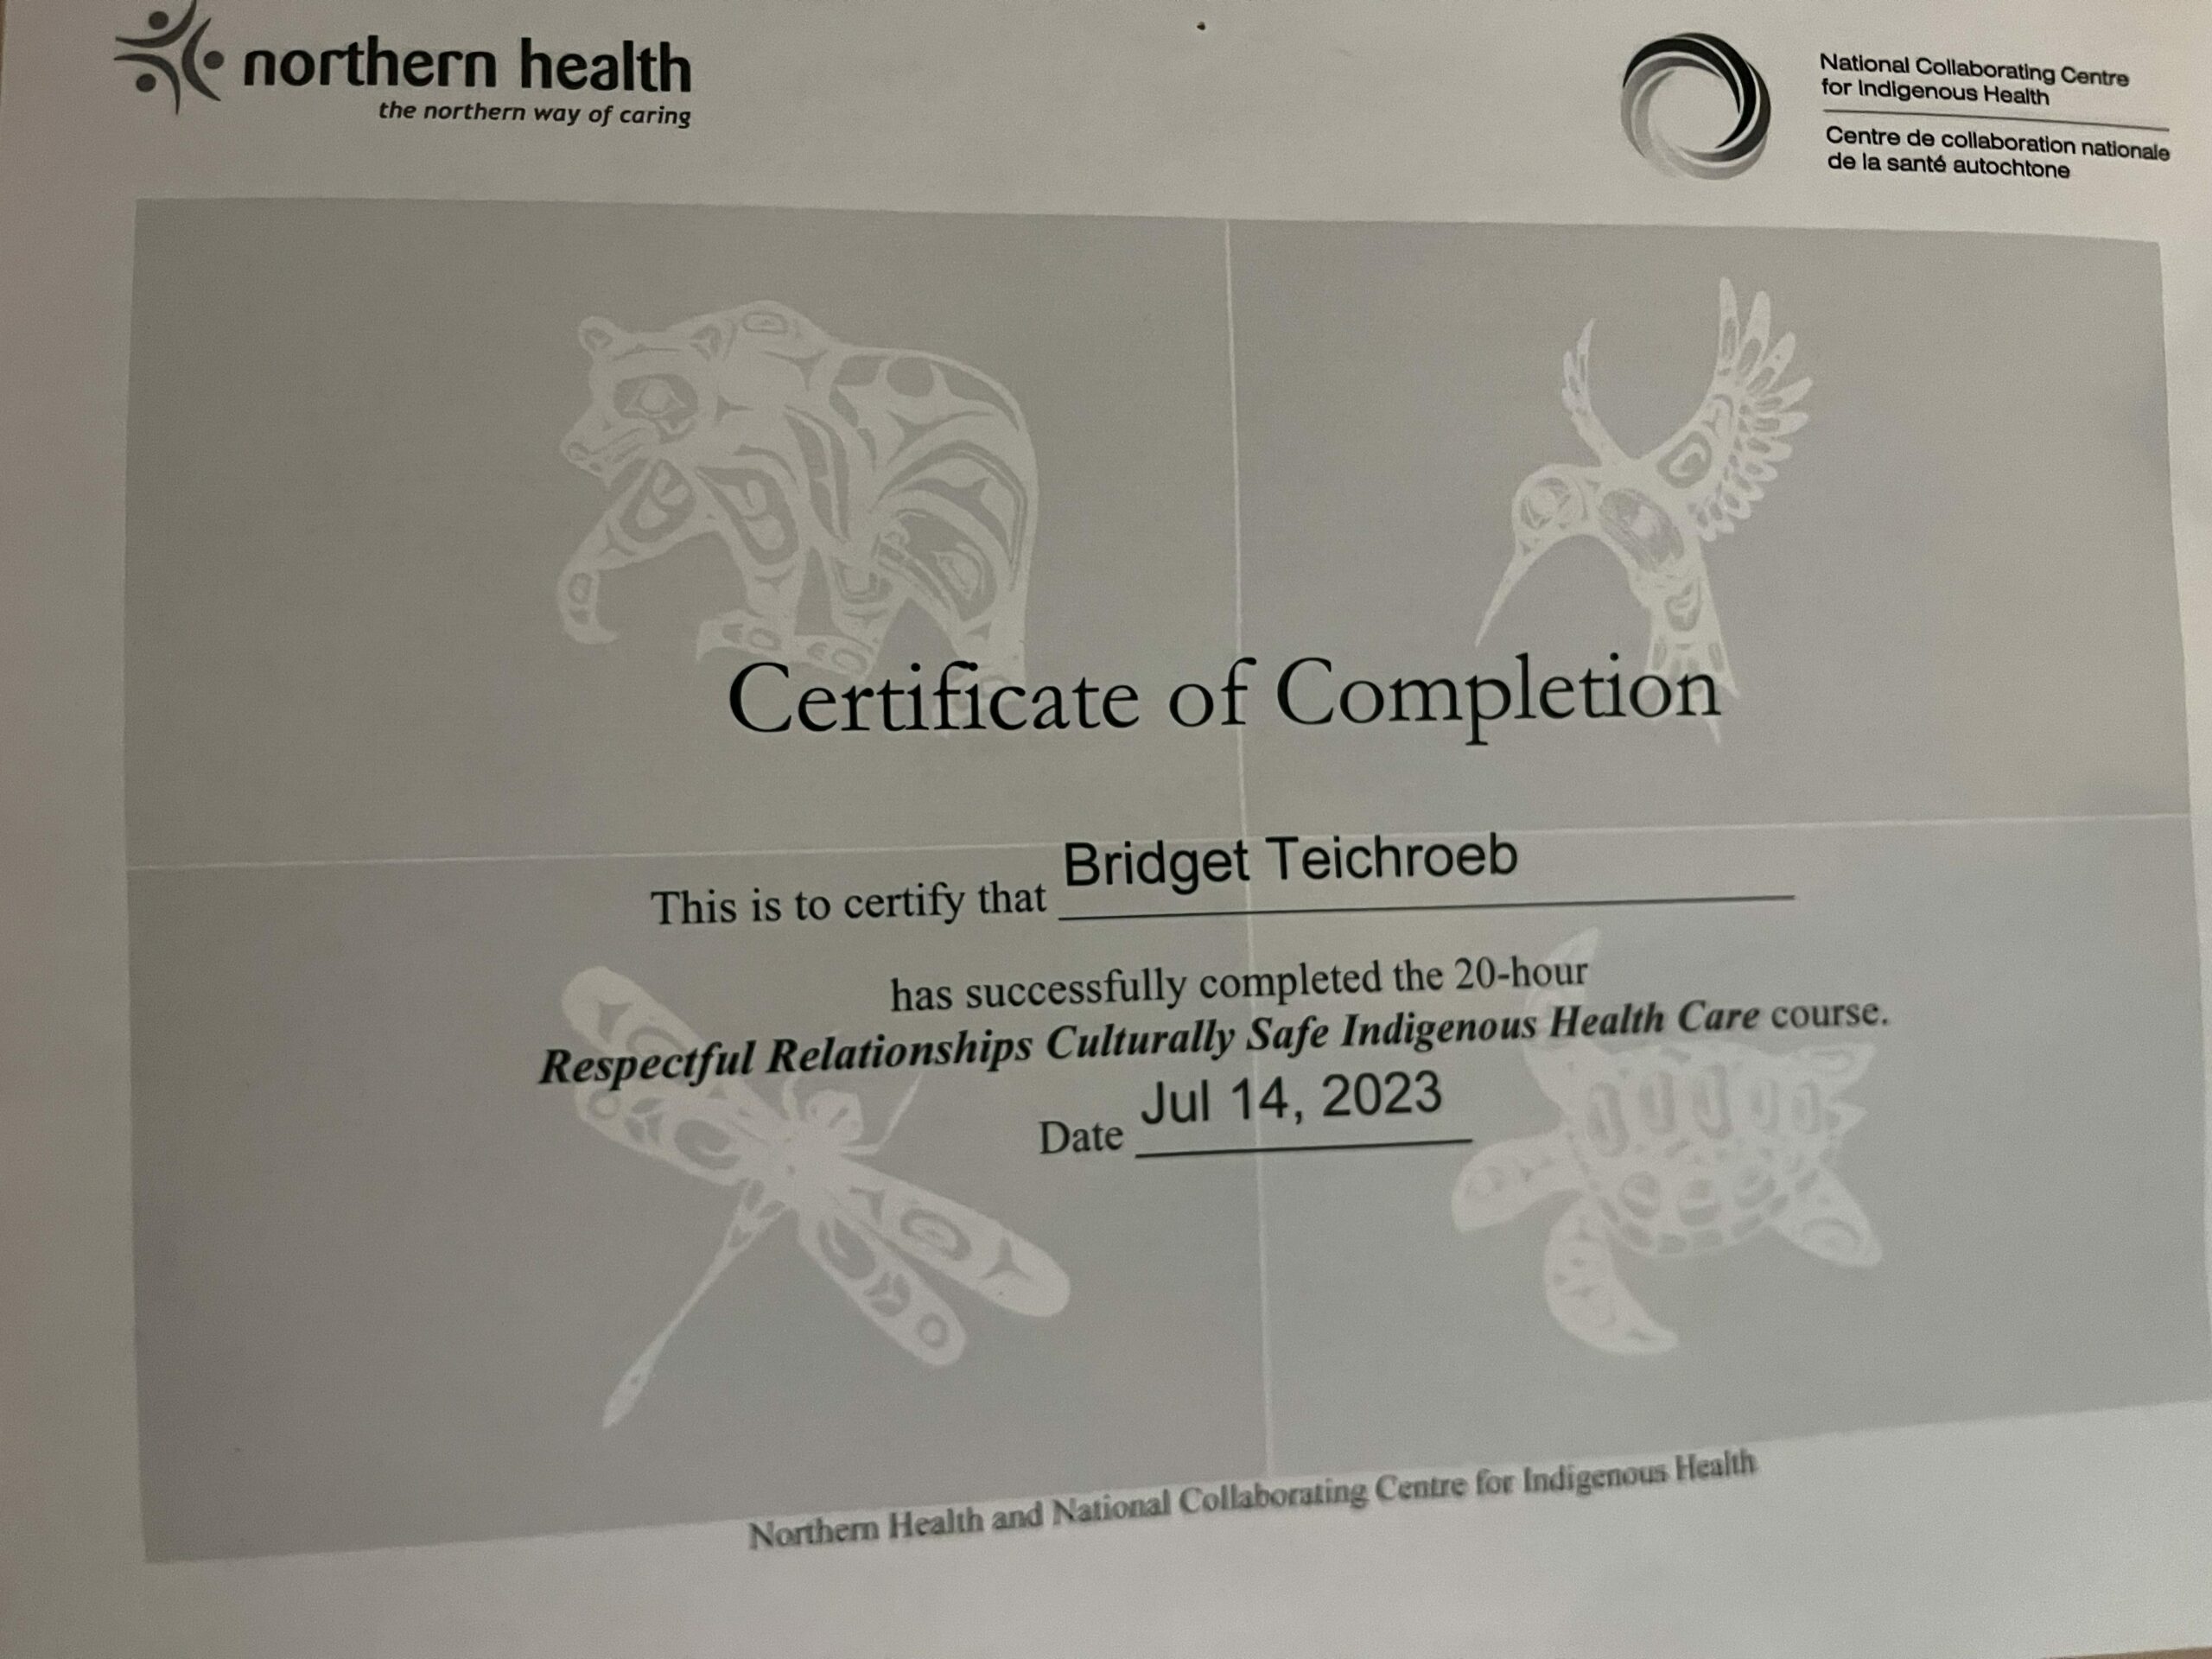 northern health
the northern way of caring
National Collaborating Centre
for Indigenous Health
Centre de collaboration nationale
de la santé autochtone
Certificate of Completion
This is to certify that Bridget Teichroeb
has successfully completed the 20-hour
Respectful Relationships Culturally Safe Indigenous Health Care course.
Date Jul 14, 2023
Northern Health and National Collaborating Centre for Indigenous Health